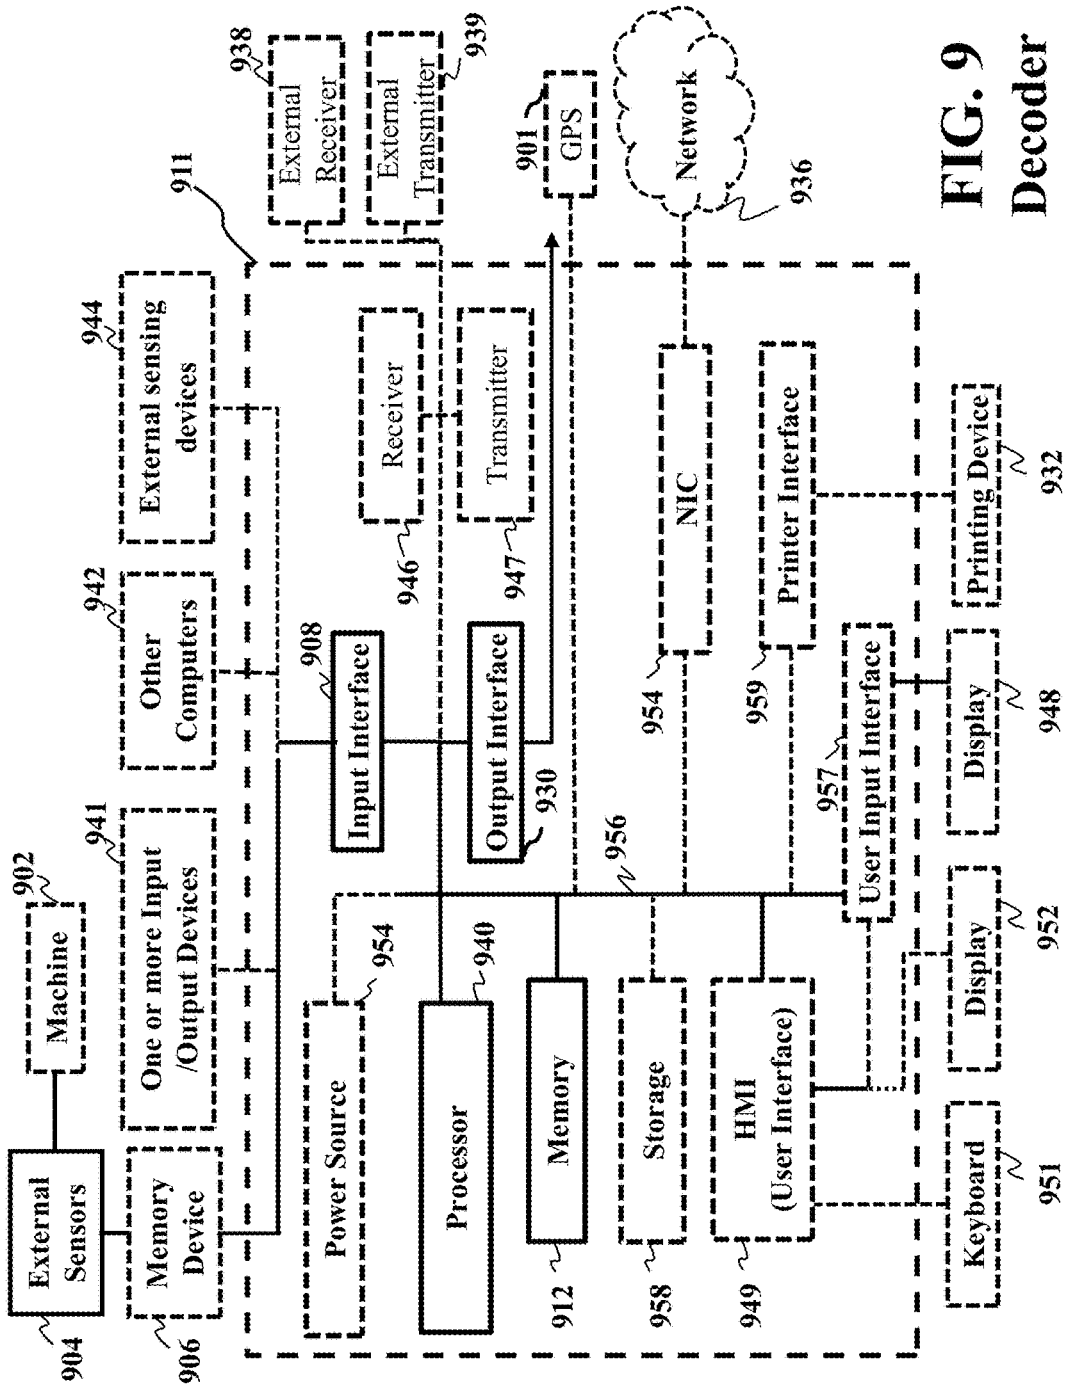 904
External
Sensors
Machine
902
906
Memory
Device
941
One or more Input
/Output Devices
942
Other
Computers
944
External sensing
devices
911
938
External
Receiver
939
External
Transmitter
Power Source
954
Input Interface
908
946
Receiver
Processor
940
Output Interface
930
947
Transmitter
901
GPS
912
Memory
956
958
Storage
954
NIC
Network
936
949
HMI
(User Interface)
959
Printer Interface
957
User Input Interface
Keyboard
951
Display
952
Display
948
Printing Device
932
FIG. 9
Decoder